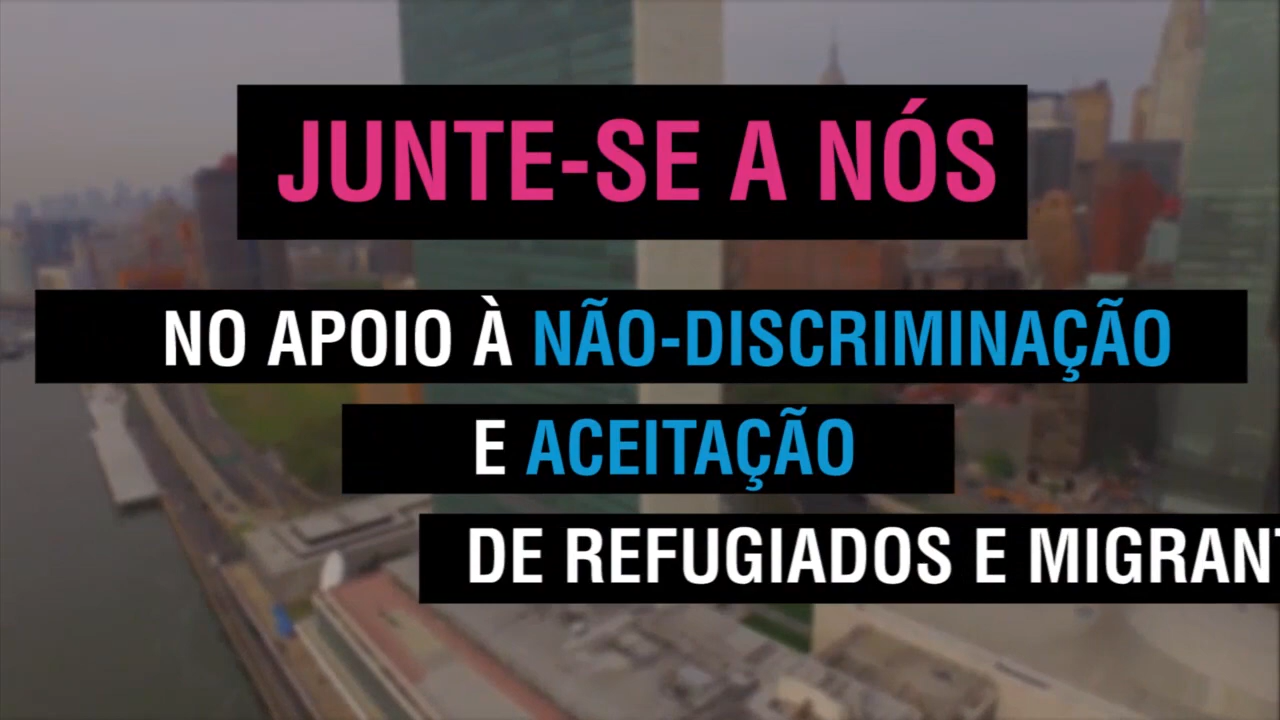 JUNTE-SE A NÓS
NO APOIO À NÃO-DISCRIMINAÇÃO
E ACEITAÇÃO
DE REFUGIADOS E MIGRANT